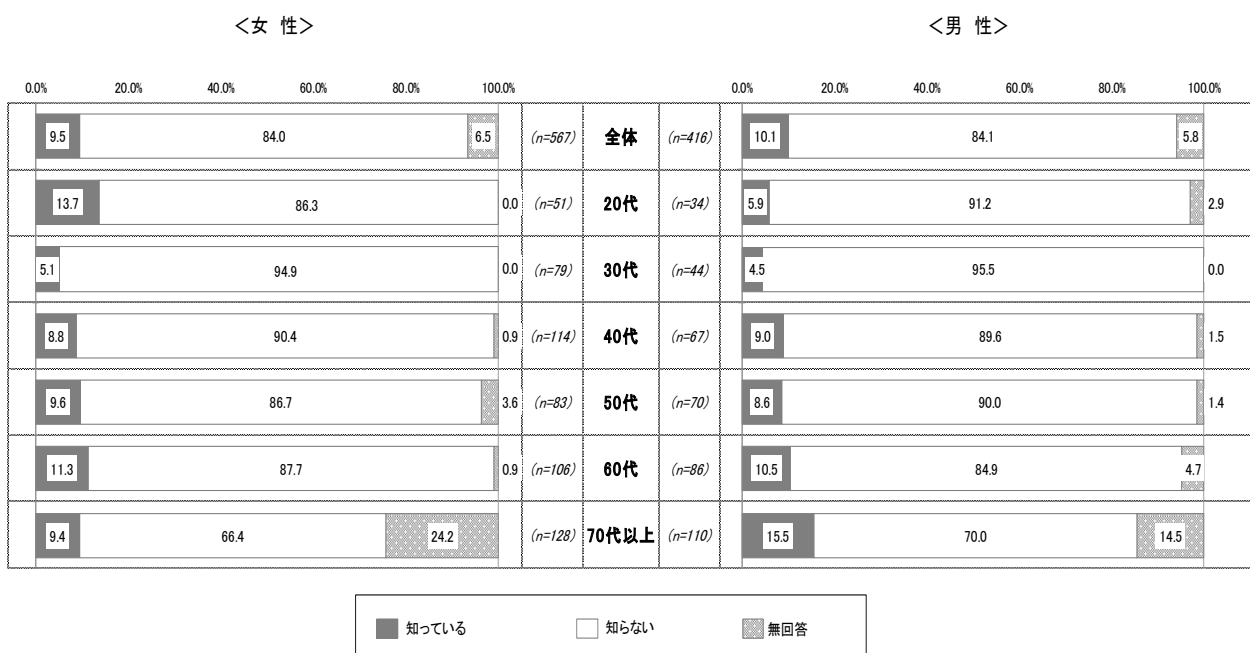 ＜女 性＞ ＜男 性＞
0.0% 20.0% 40.0% 60.0% 80.0% 100.0% 0.0% 20.0% 40.0% 60.0% 80.0% 100.0%
9.5 84.0 6.5 (n=567) 全体 (n=416) 10.1 84.1 5.8
13.7 86.3 0.0 (n=51) 20代 (n=34) 5.9 91.2 2.9
5.1 94.9 0.0 (n=79) 30代 (n=44) 4.5 95.5 0.0
8.8 90.4 0.9 (n=114) 40代 (n=67) 9.0 89.6 1.5
9.6 86.7 3.6 (n=83) 50代 (n=70) 8.6 90.0 1.4
11.3 87.7 0.9 (n=106) 60代 (n=86) 10.5 84.9 4.7
9.4 66.4 24.2 (n=128) 70代以上 (n=110) 15.5 70.0 14.5
知っている 知らない 無回答